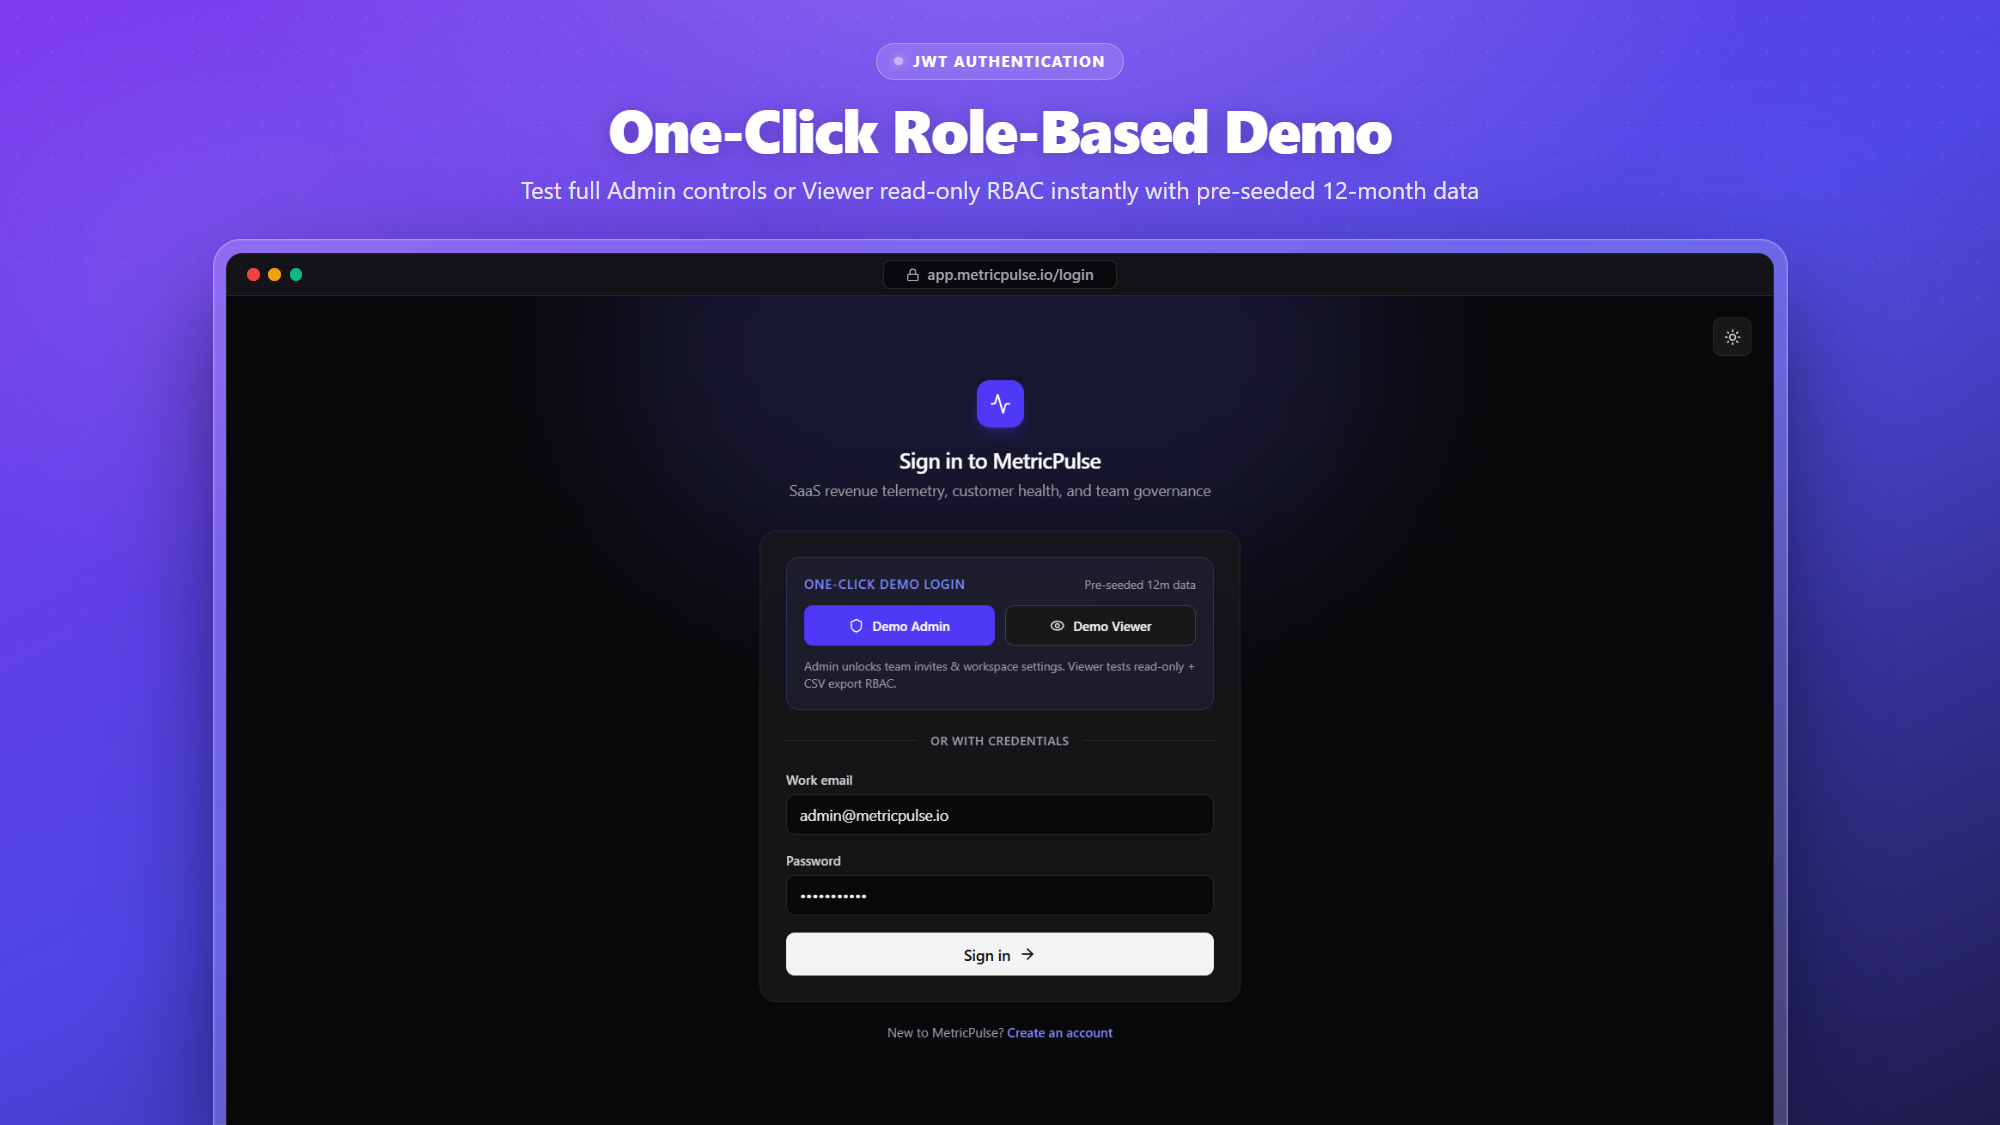 JWT AUTHENTICATION
One-Click Role-Based Demo
Test full Admin controls or Viewer read-only RBAC instantly with pre-seeded 12-month data
app.metricpulse.io/login
Sign in to MetricPulse
SaaS revenue telemetry, customer health, and team governance
ONE-CLICK DEMO LOGIN
Pre-seeded 12m data
Demo Admin
Demo Viewer
Admin unlocks team invites & workspace settings. Viewer tests read-only +
CSV export RBAC.
OR WITH CREDENTIALS
Work email
admin@metricpulse.io
Password
•••••••••••
Sign in →
New to MetricPulse? Create an account